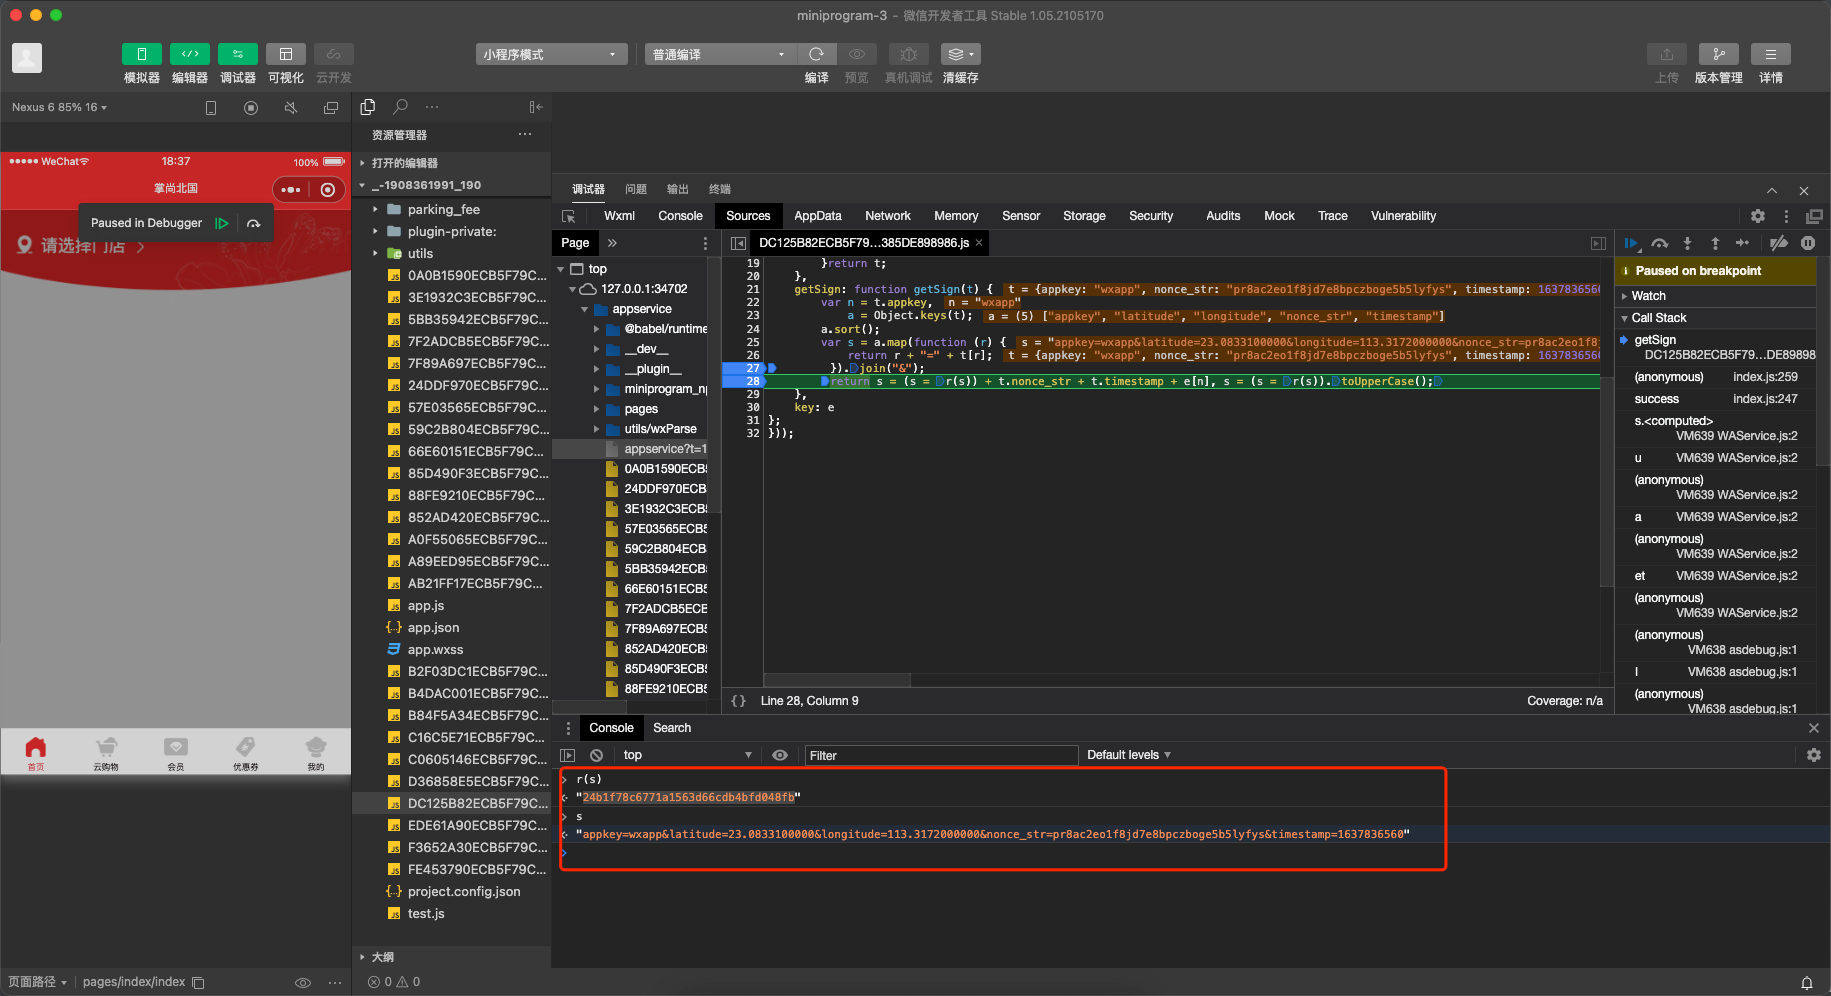 miniprogram-3 - 微信开发者工具 Stable 1.05.2105170
模拟器 编辑器 调试器 可视化 云开发
小程序模式 普通编译
编译 预览 真机调试 清缓存
上传 版本管理 详情
Nexus 6 85% 16
WeChat 18:37 100%
掌尚北国
Paused in Debugger
请选择门店
首页 云购物 会员 优惠券 我的
页面路径 pages/index/index
资源管理器
打开的编辑器
_-1908361991_190
parking_fee
plugin-private:
utils
0A0B1590ECB5F79C...
3E1932C3ECB5F79C...
5BB35942ECB5F79C...
7F2ADCB5ECB5F79C...
7F89A697ECB5F79C...
24DDF970ECB5F79C...
57E03565ECB5F79C...
59C2B804ECB5F79C...
66E60151ECB5F79C...
85D490F3ECB5F79C...
88FE9210ECB5F79C...
852AD420ECB5F79C...
A0F55065ECB5F79C...
A89EED95ECB5F79C...
AB21FF17ECB5F79C...
app.js
app.json
app.wxss
B2F03DC1ECB5F79C...
B4DAC001ECB5F79C...
B84F5A34ECB5F79C...
C16C5E71ECB5F79C...
C0605146ECB5F79C...
D36858E5ECB5F79C...
DC125B82ECB5F79C...
EDE61A90ECB5F79C...
F3652A30ECB5F79C...
FE453790ECB5F79C...
project.config.json
test.js
大纲
0 0
调试器 问题 输出 终端
Wxml Console Sources AppData Network Memory Sensor Storage Security Audits Mock Trace Vulnerability
Page
top
127.0.0.1:34702
appservice
@babel/runtime
__dev__
__plugin__
miniprogram_np
pages
utils/wxParse
appservice?t=1
0A0B1590ECB5
24DDF970ECB
3E1932C3ECB5
57E03565ECB5
59C2B804ECB
5BB35942ECB5
66E60151ECB5
7F2ADCB5ECB
7F89A697ECB5
852AD420ECB5
85D490F3ECB5
88FE9210ECB5
DC125B82ECB5F79…385DE898986.js
19 }return t;
20 },
21 getSign: function getSign(t) { t = {appkey: "wxapp", nonce_str: "pr8ac2eo1f8jd7e8bpczboge5b5lyfys", timestamp: 163783656
22 var n = t.appkey, n = "wxapp"
23 a = Object.keys(t); a = (5) ["appkey", "latitude", "longitude", "nonce_str", "timestamp"]
24 a.sort();
25 var s = a.map(function (r) { s = "appkey=wxapp&latitude=23.0833100000&longitude=113.3172000000&nonce_str=pr8ac2eo1f8
26 return r + "=" + t[r]; t = {appkey: "wxapp", nonce_str: "pr8ac2eo1f8jd7e8bpczboge5b5lyfys", timestamp: 163783656
27 }).join("&");
28 return s = (s = r(s)) + t.nonce_str + t.timestamp + e[n], s = (s = r(s)).toUpperCase();
29 },
30 key: e
31 };
32 }));
{} Line 28, Column 9 Coverage: n/a
Paused on breakpoint
Watch
Call Stack
getSign
DC125B82ECB5F79…DE898986
(anonymous) index.js:259
success index.js:247
s.<computed>
VM639 WAService.js:2
u VM639 WAService.js:2
(anonymous)
VM639 WAService.js:2
a VM639 WAService.js:2
(anonymous)
VM639 WAService.js:2
et VM639 WAService.js:2
(anonymous)
VM639 WAService.js:2
(anonymous)
VM638 asdebug.js:1
l VM638 asdebug.js:1
(anonymous)
VM638 asdebug.js:1
Console Search
top Filter Default levels
r(s)
"24b1f78c6771a1563d66cdb4bfd048fb"
s
"appkey=wxapp&latitude=23.0833100000&longitude=113.3172000000&nonce_str=pr8ac2eo1f8jd7e8bpczboge5b5lyfys&timestamp=1637836560"